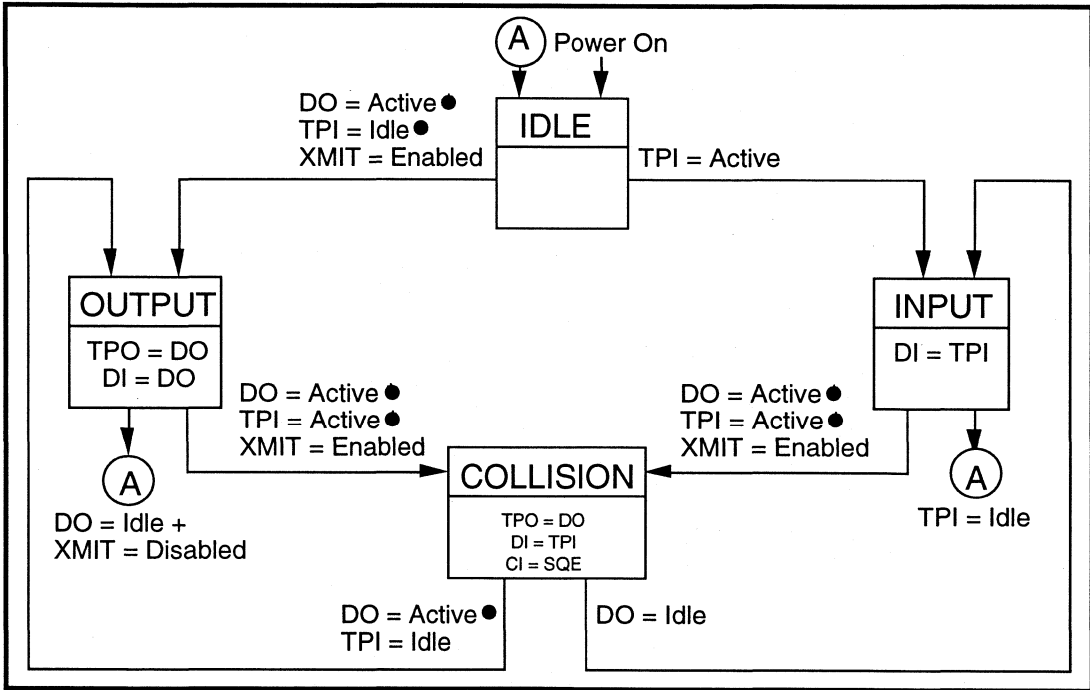 A Power On
DO = Active ●
TPI = Idle ●
XMIT = Enabled
IDLE
TPI = Active
OUTPUT
TPO = DO
DI = DO
INPUT
DI = TPI
DO = Active ●
TPI = Active ●
XMIT = Enabled
DO = Active ●
TPI = Active ●
XMIT = Enabled
A
DO = Idle +
XMIT = Disabled
COLLISION
TPO = DO
DI = TPI
CI = SQE
A
TPI = Idle
DO = Active ●
TPI = Idle
DO = Idle